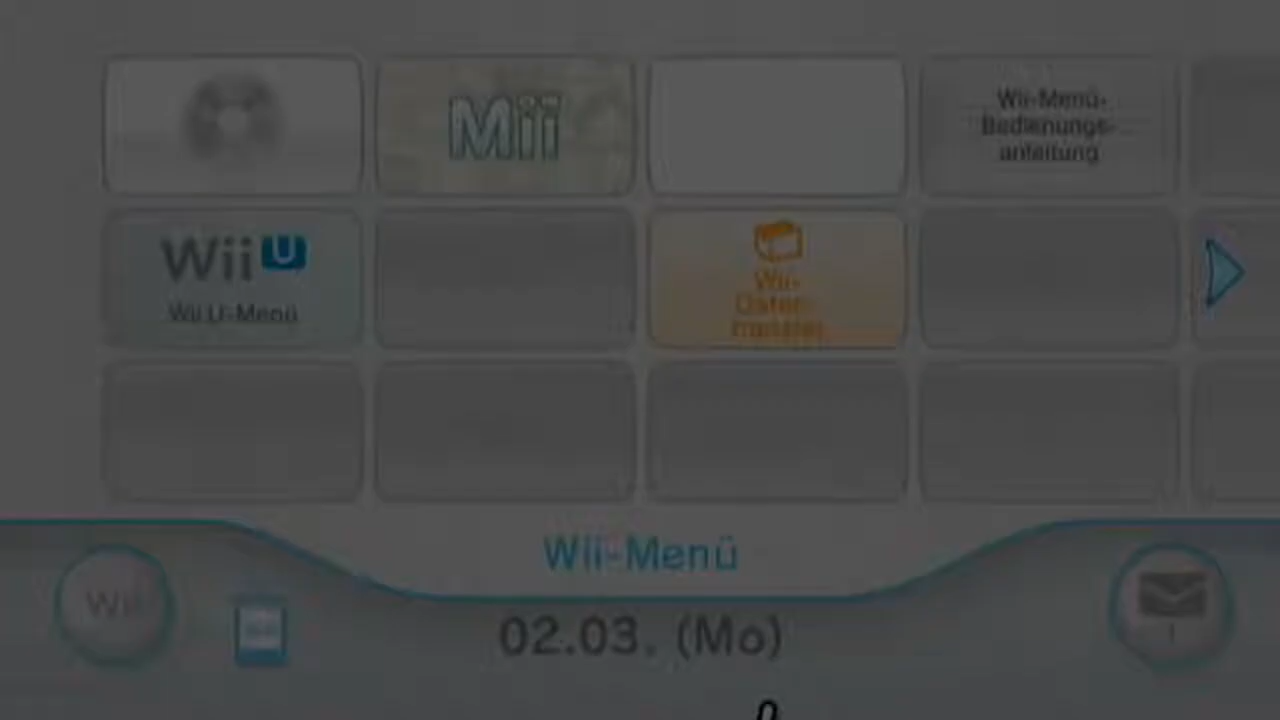 Mii
Wii-Menü-
Bedienungs-
anleitung
Wii U
Wii U-Menü
Wii-
Daten-
transfer
Wii-Menü
Wii
02.03. (Mo)